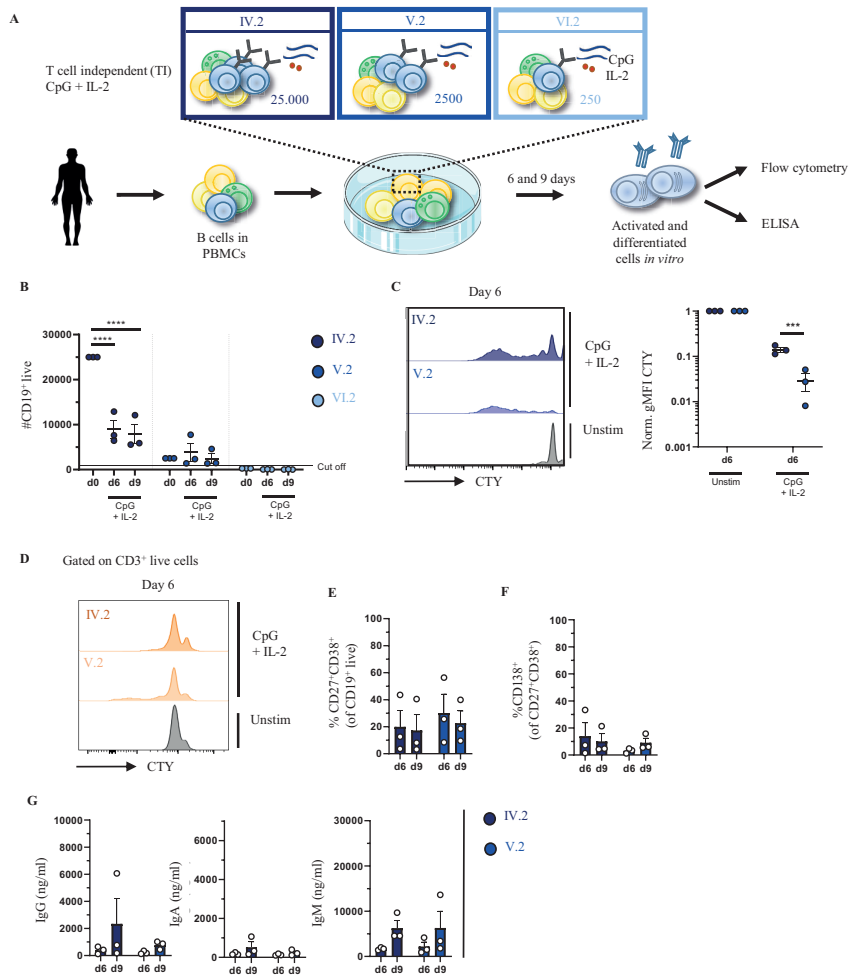 A
IV.2
V.2
VI.2
T cell independent (TI)
CpG + IL-2
CpG
IL-2
25.000
2500
250
6 and 9 days
Flow cytometry
ELISA
B cells in
PBMCs
Activated and
differentiated
cells in vitro
B
#CD19+ live
30000
20000
10000
0
****
****
d0 d6 d9 d0 d6 d9 d0 d6 d9
CpG
+ IL-2
CpG
+ IL-2
CpG
+ IL-2
Cut off
IV.2
V.2
VI.2
C
Day 6
IV.2
V.2
CpG
+ IL-2
Unstim
CTY
Norm. gMFI CTY
1
0.1
0.01
0.001
***
d6 d6
Unstim
CpG
+ IL-2
D
Gated on CD3+ live cells
Day 6
IV.2
V.2
CpG
+ IL-2
Unstim
CTY
E
% CD27+CD38+
(of CD19+ live)
100
80
60
40
20
0
d6 d9 d6 d9
F
%CD138+
(of CD27+CD38+)
100
80
60
40
20
0
d6 d9 d6 d9
G
IgG (ng/ml)
10000
8000
6000
4000
2000
0
d6 d9 d6 d9
IgA (ng/ml)
6000
4000
2000
0
d6 d9 d6 d9
IgM (ng/ml)
30000
20000
10000
0
d6 d9 d6 d9
IV.2
V.2